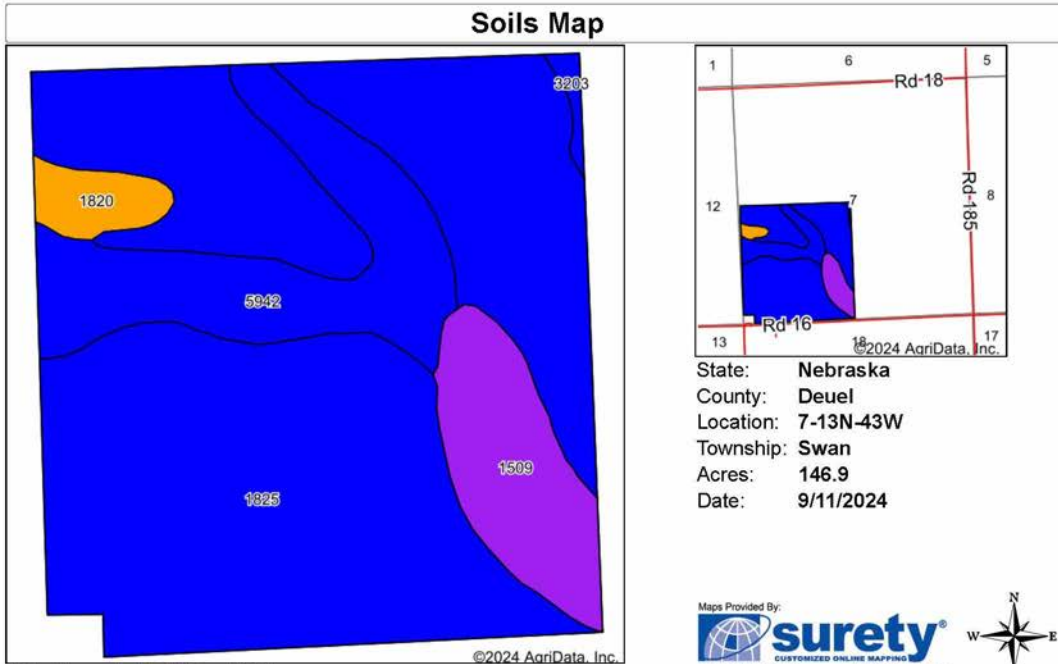 Soils Map
3203
1820
5942
1509
1825
©2024 AgriData, Inc.
1
6
5
Rd 18
12
7
Rd 185
8
Rd 16
13
18
17
©2024 AgriData, Inc.
State: Nebraska
County: Deuel
Location: 7-13N-43W
Township: Swan
Acres: 146.9
Date: 9/11/2024
Maps Provided By:
surety®
CUSTOMIZED ONLINE MAPPING
N
W E
S